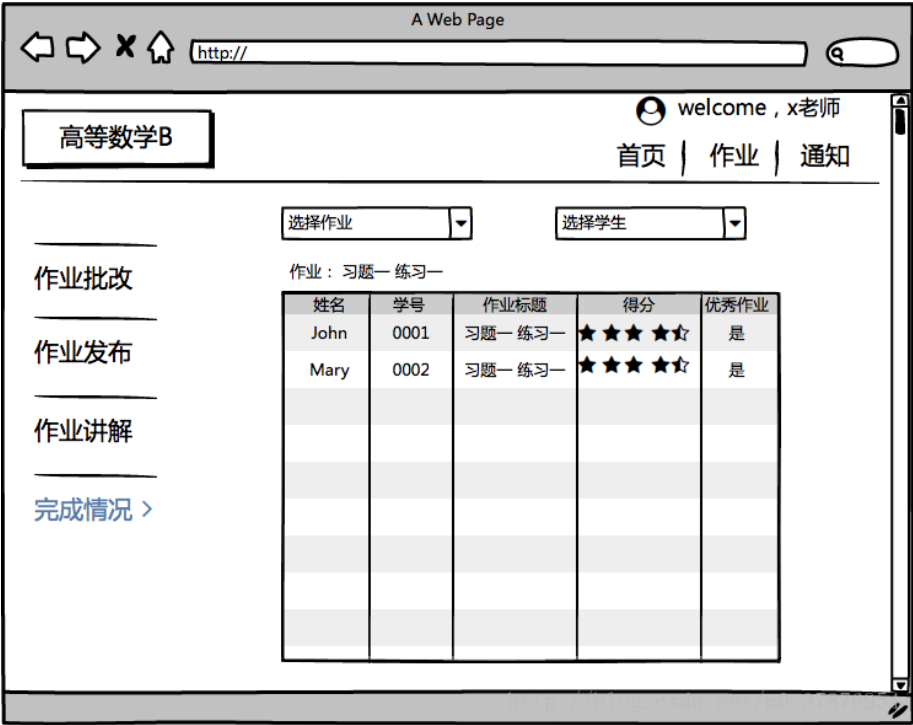 A Web Page
http://
welcome，x老师
高等数学B
首页 作业 通知
选择作业 选择学生
作业批改
作业：习题一 练习一
姓名 学号 作业标题 得分 优秀作业
John 0001 习题一 练习一 是
作业发布
Mary 0002 习题一 练习一 是
作业讲解
完成情况 >